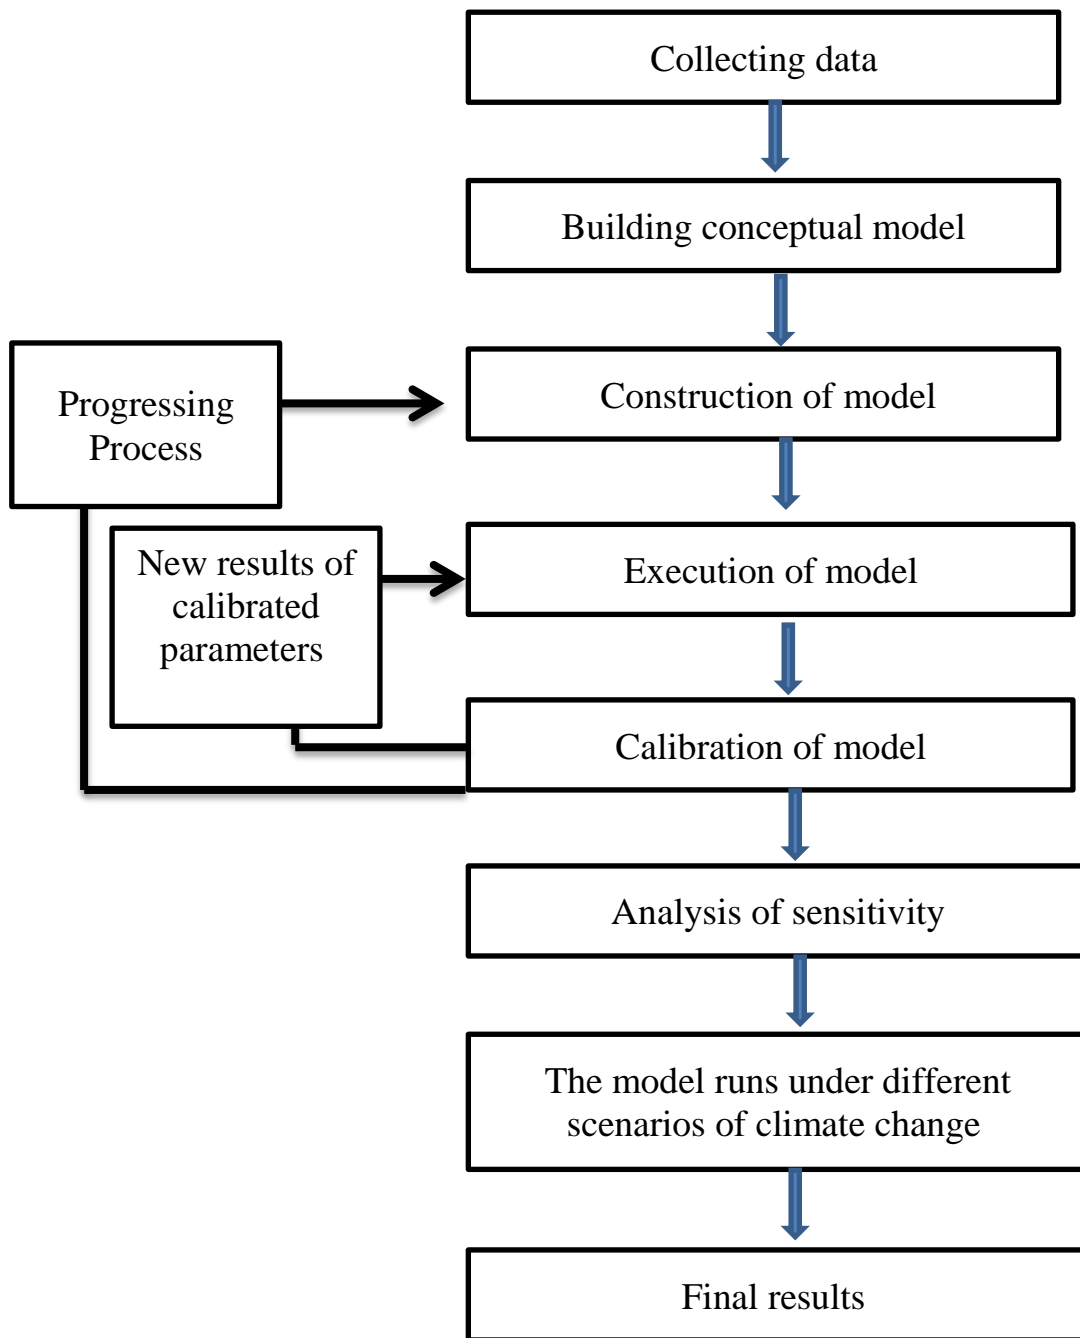 Collecting data
Building conceptual model
Progressing
Process
Construction of model
New results of
calibrated
parameters
Execution of model
Calibration of model
Analysis of sensitivity
The model runs under different
scenarios of climate change
Final results